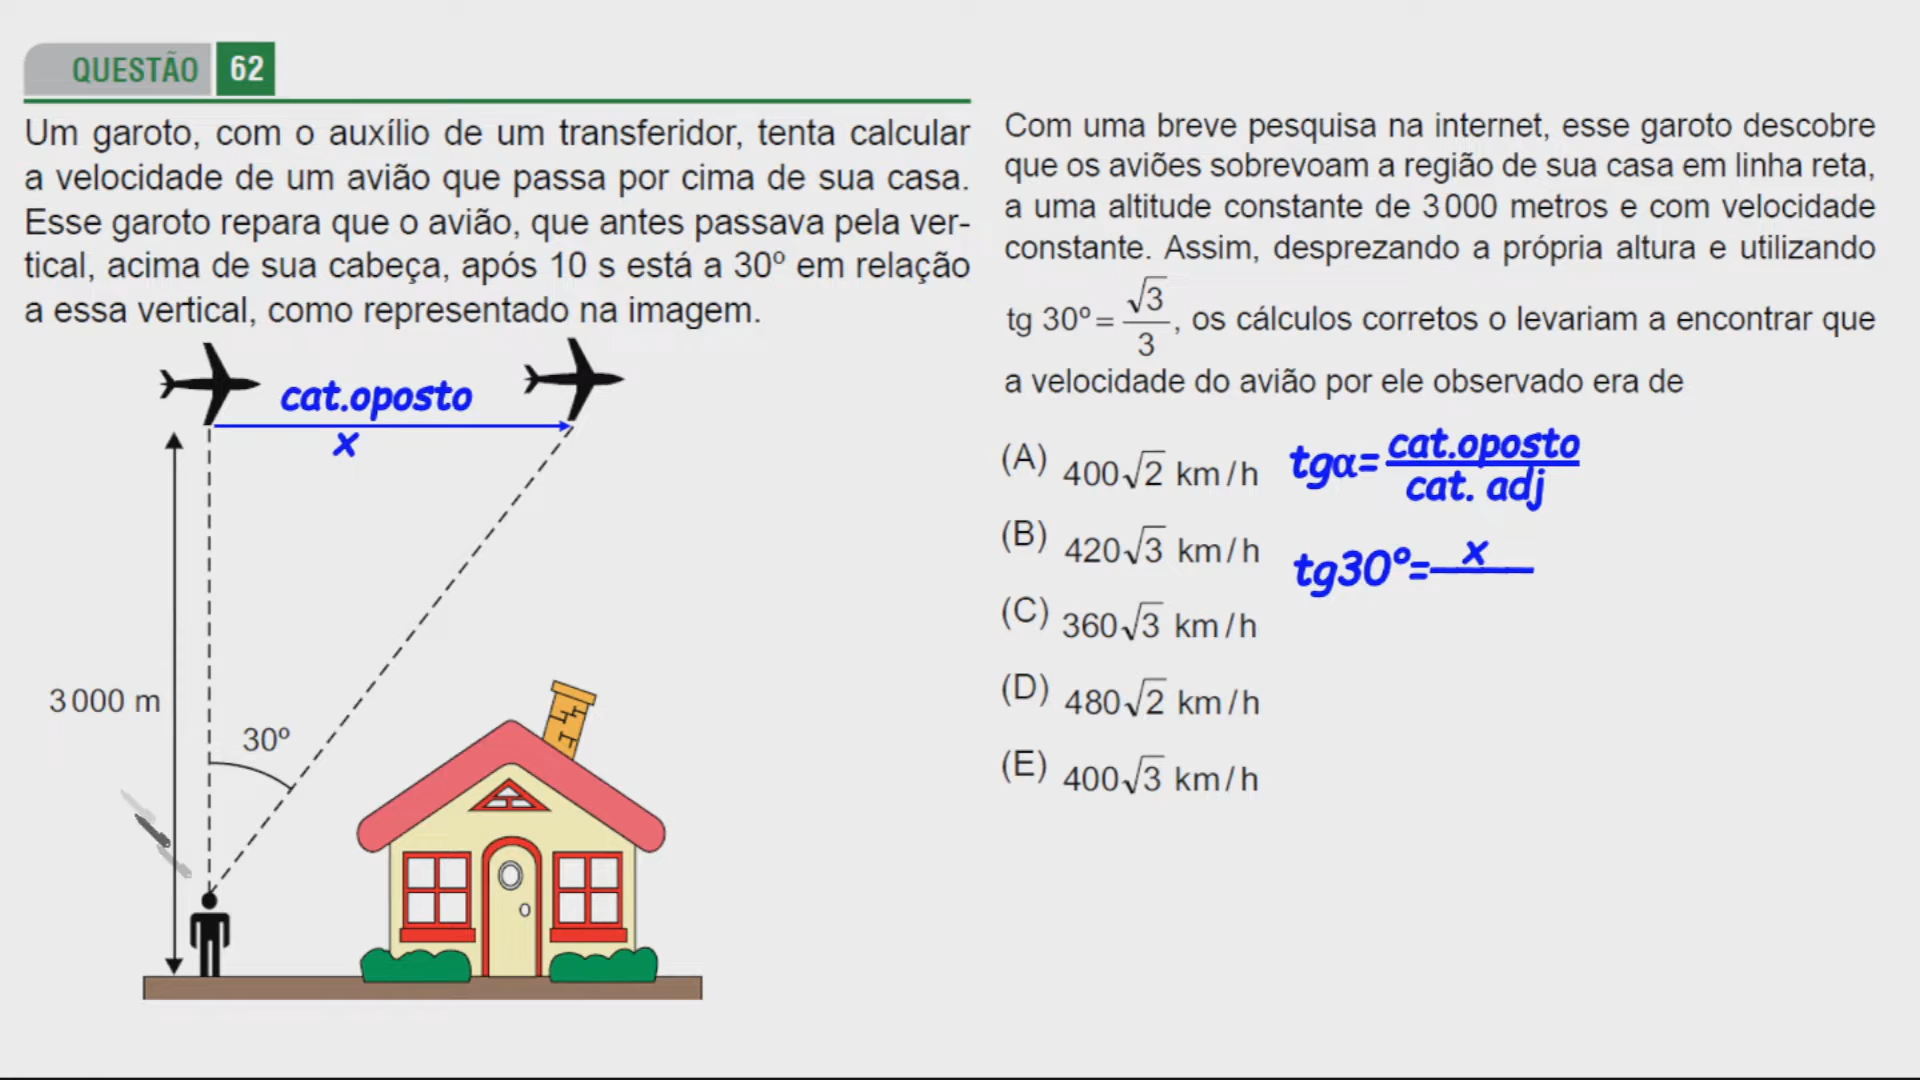 QUESTÃO 62
Um garoto, com o auxílio de um transferidor, tenta calcular
a velocidade de um avião que passa por cima de sua casa.
Esse garoto repara que o avião, que antes passava pela ver-
tical, acima de sua cabeça, após 10 s está a 30º em relação
a essa vertical, como representado na imagem.
cat.oposto
x
3 000 m
30º
Com uma breve pesquisa na internet, esse garoto descobre
que os aviões sobrevoam a região de sua casa em linha reta,
a uma altitude constante de 3 000 metros e com velocidade
constante. Assim, desprezando a própria altura e utilizando
tg 30º = √3/3, os cálculos corretos o levariam a encontrar que
a velocidade do avião por ele observado era de
(A) 400√2 km/h
(B) 420√3 km/h
(C) 360√3 km/h
(D) 480√2 km/h
(E) 400√3 km/h
tgα= cat.oposto
cat. adj
tg30º= x